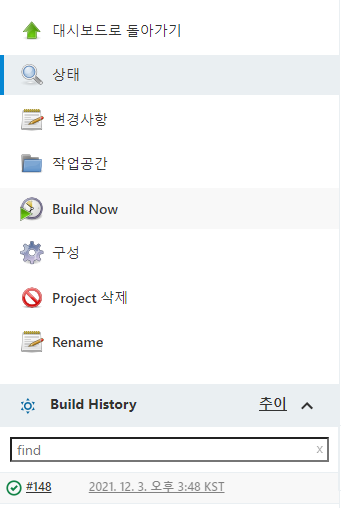 대시보드로 돌아가기
상태
변경사항
작업공간
Build Now
구성
Project 삭제
Rename
Build History 추이
find x
#148 2021. 12. 3. 오후 3:48 KST